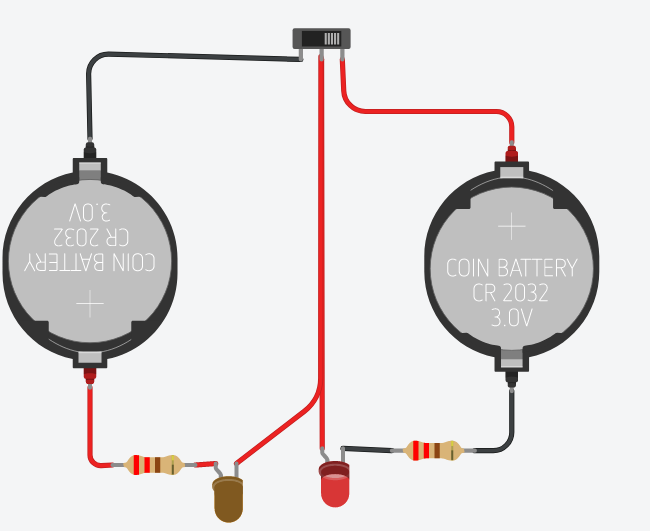 3.0V
CR 2032
COIN BATTERY
COIN BATTERY
CR 2032
3.0V